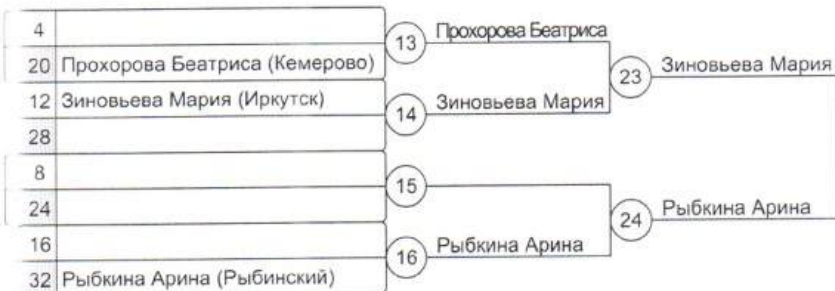 4
13
Прохорова Беатриса
20 Прохорова Беатриса (Кемерово)
23
Зиновьева Мария
12 Зиновьева Мария (Иркутск)
14
Зиновьева Мария
28
8
15
24
24
Рыбкина Арина
16
16
Рыбкина Арина
32 Рыбкина Арина (Рыбинский)